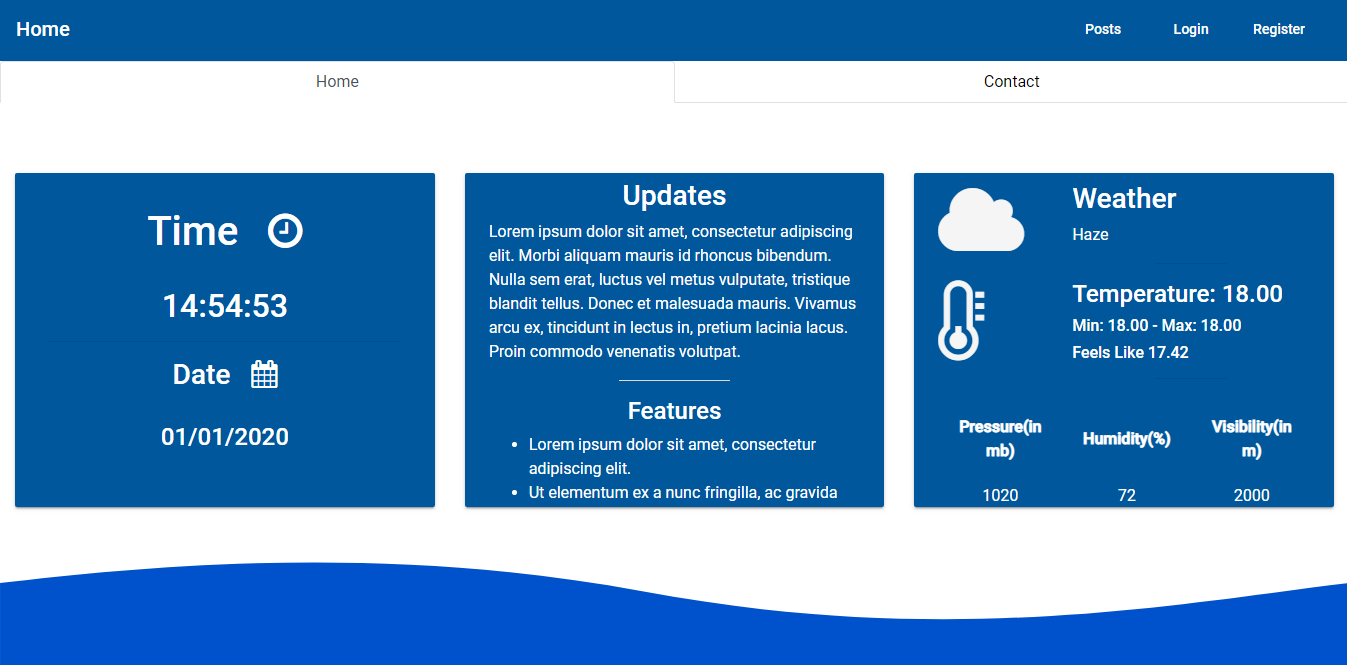 Home
Posts Login Register
Home Contact
Time
14:54:53
Date
01/01/2020
Updates
Lorem ipsum dolor sit amet, consectetur adipiscing
elit. Morbi aliquam mauris id rhoncus bibendum.
Nulla sem erat, luctus vel metus vulputate, tristique
blandit tellus. Donec et malesuada mauris. Vivamus
arcu ex, tincidunt in lectus in, pretium lacinia lacus.
Proin commodo venenatis volutpat.
Features
• Lorem ipsum dolor sit amet, consectetur
adipiscing elit.
• Ut elementum ex a nunc fringilla, ac gravida
Weather
Haze
Temperature: 18.00
Min: 18.00 - Max: 18.00
Feels Like 17.42
Pressure(in
mb)
Humidity(%)
Visibility(in
m)
1020 72 2000